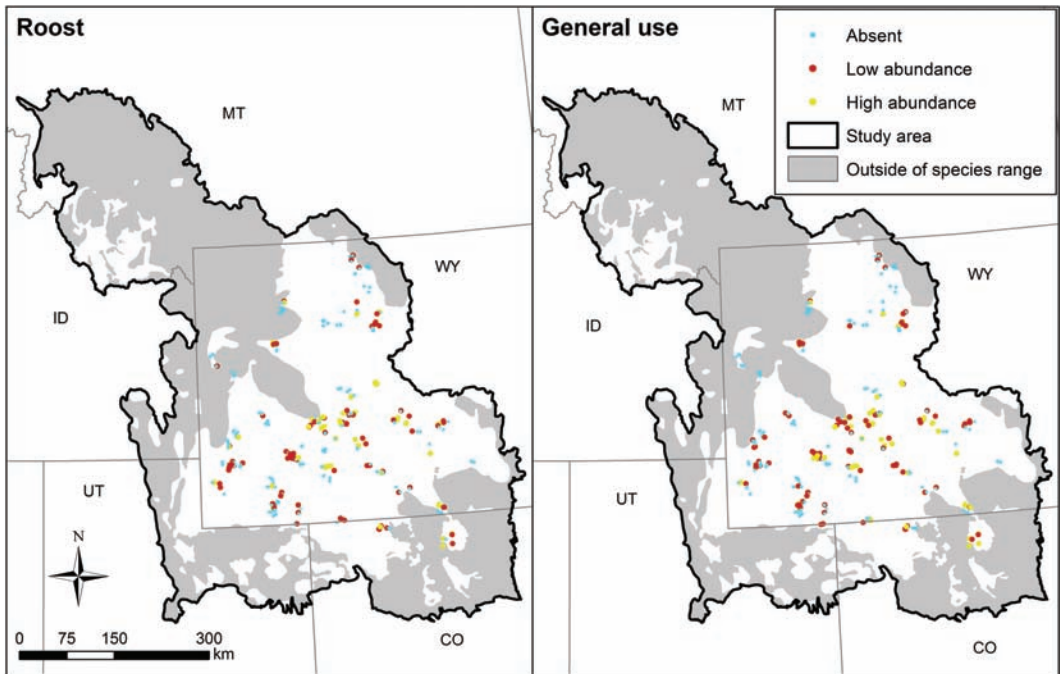 Roost
General use
Absent
Low abundance
High abundance
Study area
Outside of species range
MT
WY
ID
UT
CO
0 75 150 300
km
MT
WY
ID
UT
CO